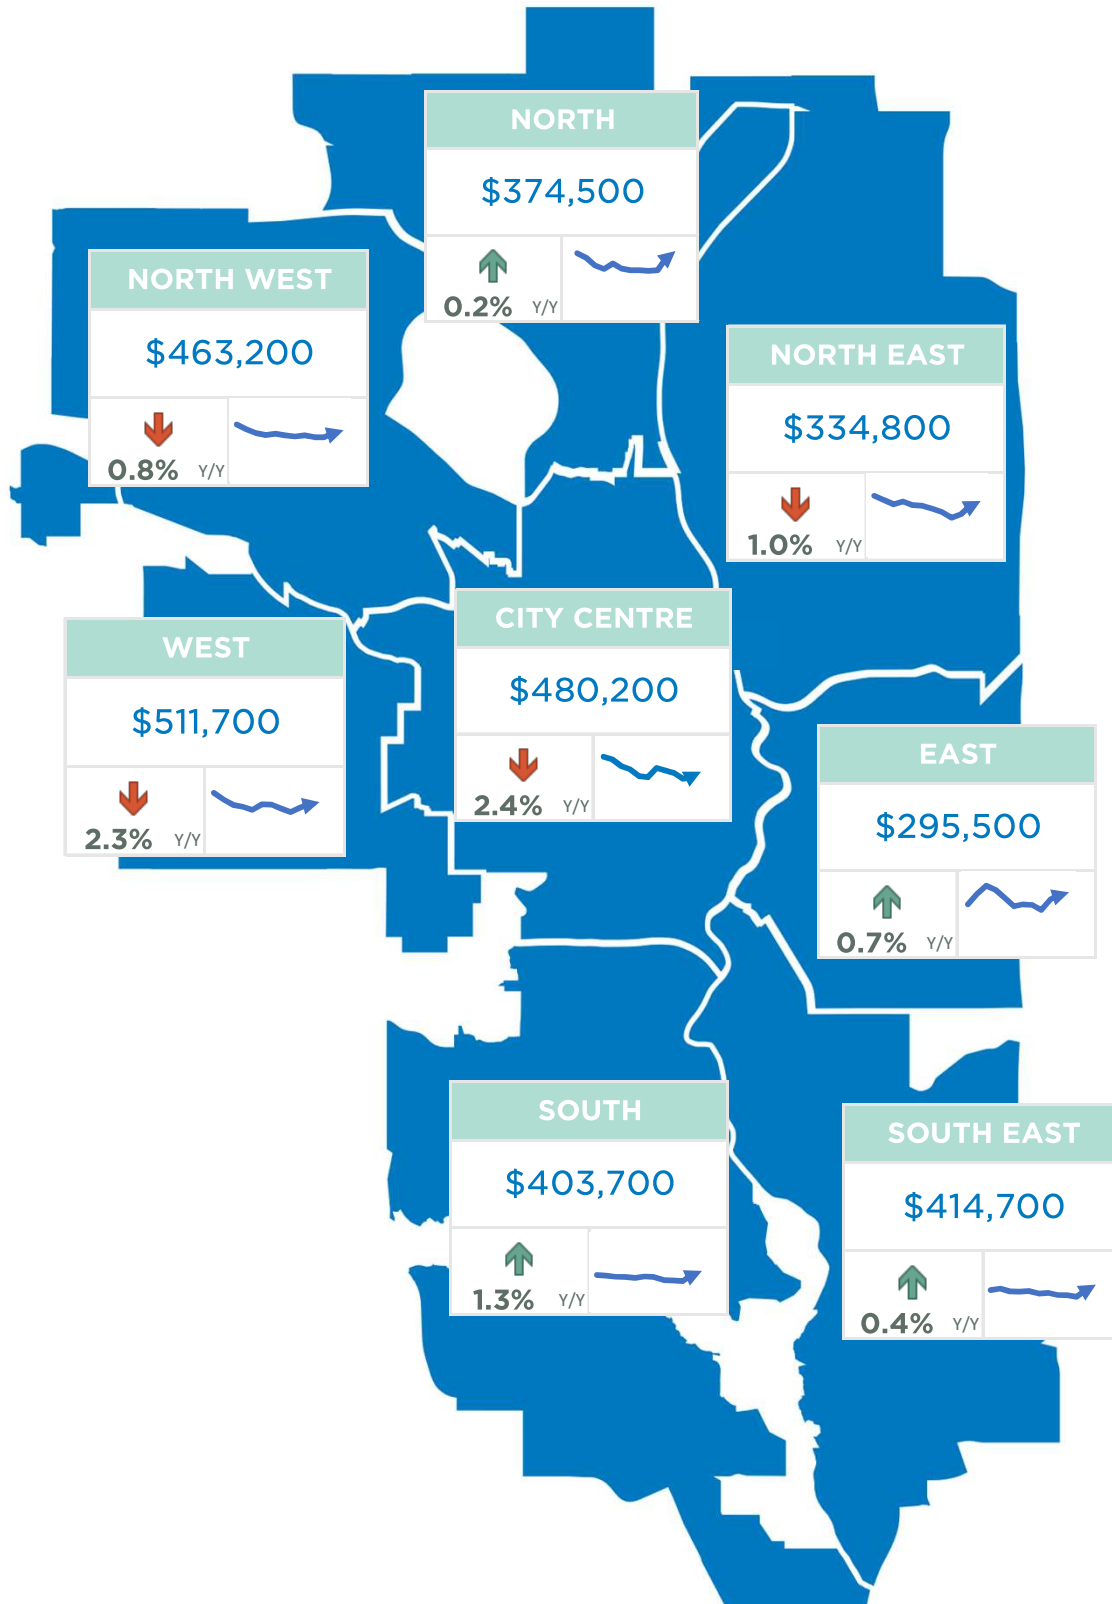 NORTH
$374,500
0.2% Y/Y
NORTH WEST
$463,200
0.8% Y/Y
NORTH EAST
$334,800
1.0% Y/Y
CITY CENTRE
$480,200
2.4% Y/Y
WEST
$511,700
2.3% Y/Y
EAST
$295,500
0.7% Y/Y
SOUTH
$403,700
1.3% Y/Y
SOUTH EAST
$414,700
0.4% Y/Y